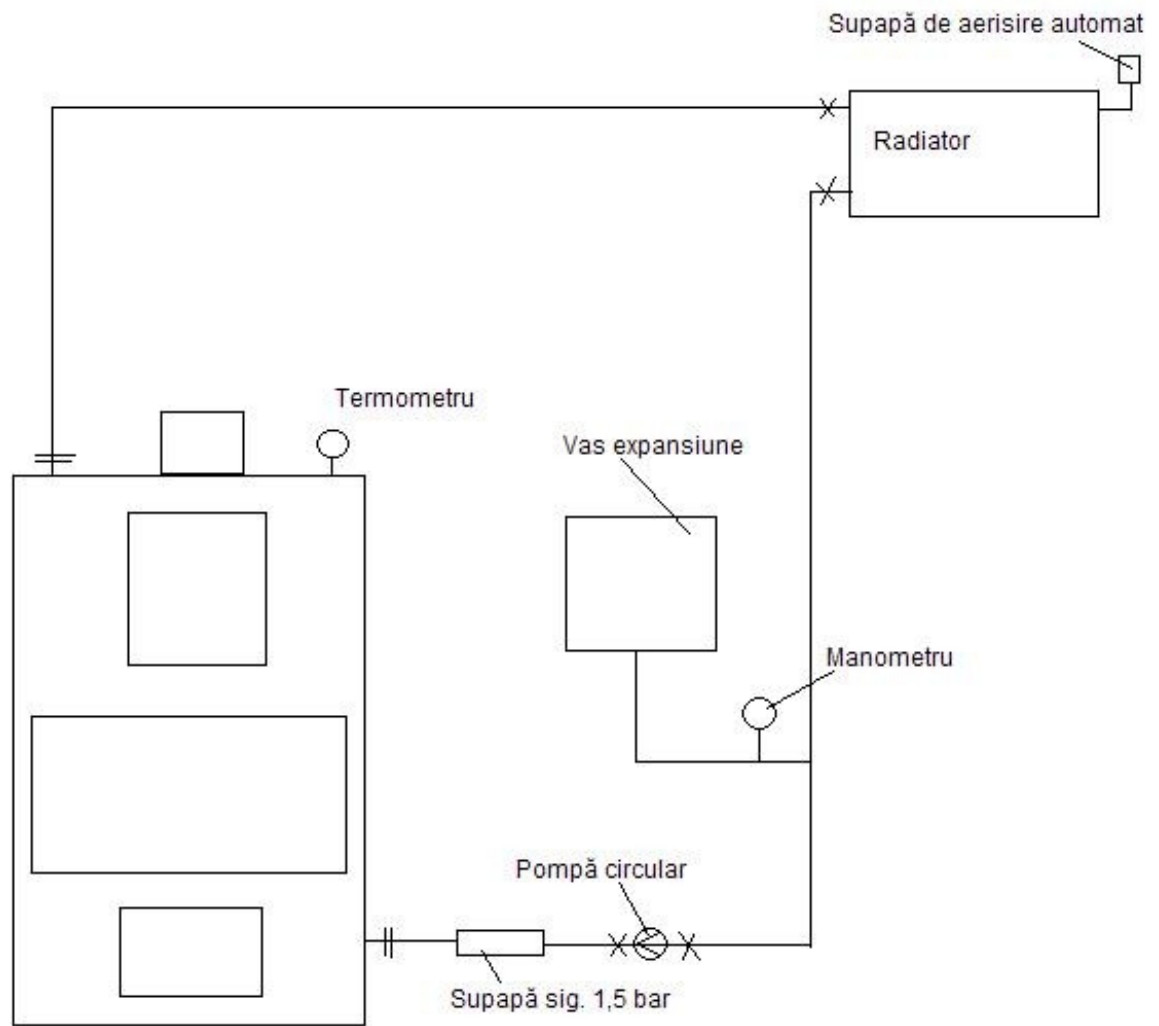 Supapă de aerisire automat
Radiator
Termometru
Vas expansiune
Manometru
Pompă circular
Supapă sig. 1,5 bar